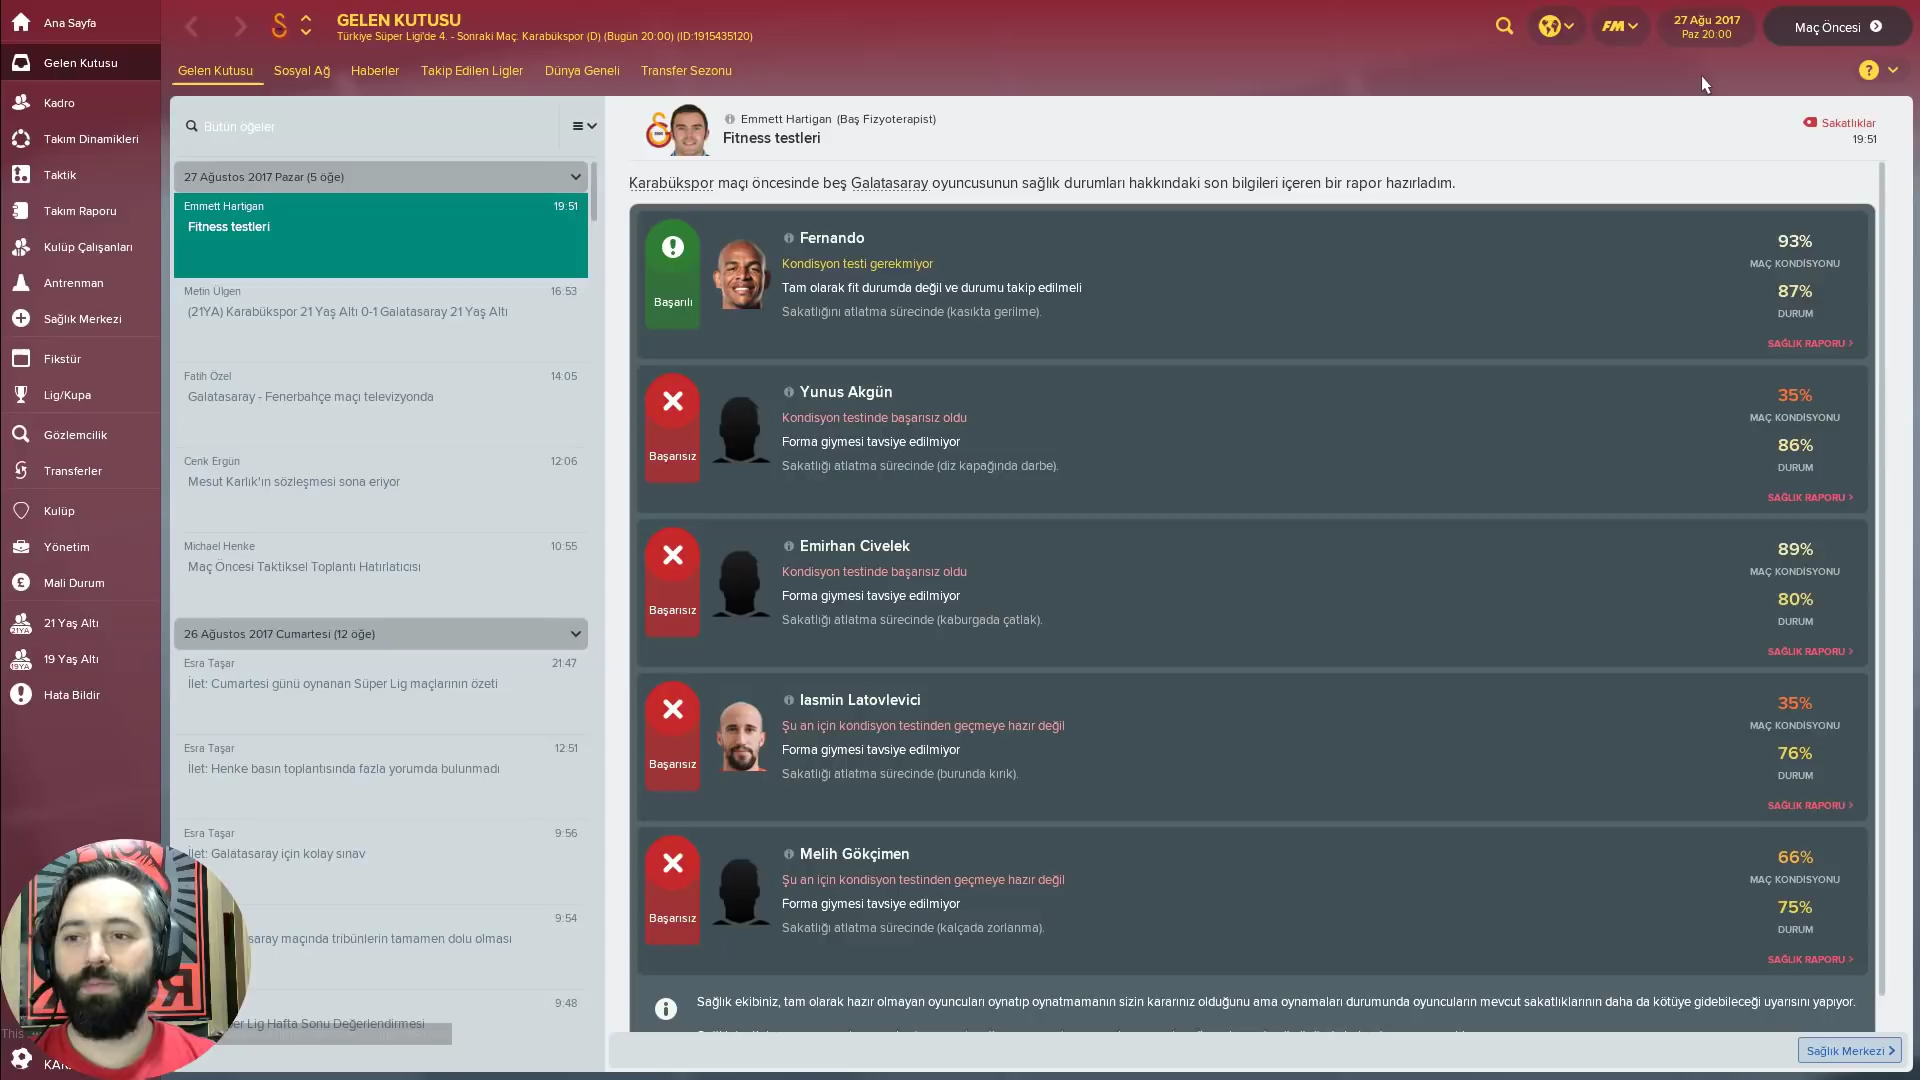 Ana Sayfa
Gelen Kutusu
Kadro
Takım Dinamikleri
Taktik
Takım Raporu
Kulüp Çalışanları
Antrenman
Sağlık Merkezi
Fikstür
Lig/Kupa
Gözlemcilik
Transferler
Kulüp
Yönetim
Mali Durum
21 Yaş Altı
21YA
19 Yaş Altı
19YA
Hata Bildir
This
GELEN KUTUSU
Türkiye Süper Ligi'de 4. - Sonraki Maç: Karabükspor (D) (Bugün 20:00) (ID:1915435120)
FM
27 Ağu 2017
Paz 20:00
Maç Öncesi
Gelen Kutusu
Sosyal Ağ
Haberler
Takip Edilen Ligler
Dünya Geneli
Transfer Sezonu
Bütün öğeler
27 Ağustos 2017 Pazar (5 öğe)
Emmett Hartigan 19:51
Fitness testleri
Metin Ülgen 16:53
(21YA) Karabükspor 21 Yaş Altı 0-1 Galatasaray 21 Yaş Altı
Fatih Özel 14:05
Galatasaray - Fenerbahçe maçı televizyonda
Cenk Ergün 12:06
Mesut Karlık'ın sözleşmesi sona eriyor
Michael Henke 10:55
Maç Öncesi Taktiksel Toplantı Hatırlatıcısı
26 Ağustos 2017 Cumartesi (12 öğe)
Esra Taşar 21:47
İlet: Cumartesi günü oynanan Süper Lig maçlarının özeti
Esra Taşar 12:51
İlet: Henke basın toplantısında fazla yorumda bulunmadı
Esra Taşar 9:56
İlet: Galatasaray için kolay sınav
9:54
saray maçında tribünlerin tamamen dolu olması
9:48
er Lig Hafta Sonu Değerlendirmesi
Emmett Hartigan (Baş Fizyoterapist)
Fitness testleri
Sakatlıklar
19:51
Karabükspor maçı öncesinde beş Galatasaray oyuncusunun sağlık durumları hakkındaki son bilgileri içeren bir rapor hazırladım.
Başarılı
Fernando
Kondisyon testi gerekmiyor
Tam olarak fit durumda değil ve durumu takip edilmeli
Sakatlığını atlatma sürecinde (kasıkta gerilme).
93%
MAÇ KONDİSYONU
87%
DURUM
SAĞLIK RAPORU >
Başarısız
Yunus Akgün
Kondisyon testinde başarısız oldu
Forma giymesi tavsiye edilmiyor
Sakatlığı atlatma sürecinde (diz kapağında darbe).
35%
MAÇ KONDİSYONU
86%
DURUM
SAĞLIK RAPORU >
Başarısız
Emirhan Civelek
Kondisyon testinde başarısız oldu
Forma giymesi tavsiye edilmiyor
Sakatlığı atlatma sürecinde (kaburgada çatlak).
89%
MAÇ KONDİSYONU
80%
DURUM
SAĞLIK RAPORU >
Başarısız
Iasmin Latovlevici
Şu an için kondisyon testinden geçmeye hazır değil
Forma giymesi tavsiye edilmiyor
Sakatlığı atlatma sürecinde (burunda kırık).
35%
MAÇ KONDİSYONU
76%
DURUM
SAĞLIK RAPORU >
Başarısız
Melih Gökçimen
Şu an için kondisyon testinden geçmeye hazır değil
Forma giymesi tavsiye edilmiyor
Sakatlığı atlatma sürecinde (kalçada zorlanma).
66%
MAÇ KONDİSYONU
75%
DURUM
SAĞLIK RAPORU >
Sağlık ekibiniz, tam olarak hazır olmayan oyuncuları oynatıp oynatmamanın sizin kararınız olduğunu ama oynamaları durumunda oyuncuların mevcut sakatlıklarının daha da kötüye gidebileceği uyarısını yapıyor.
Sağlık Merkezi >